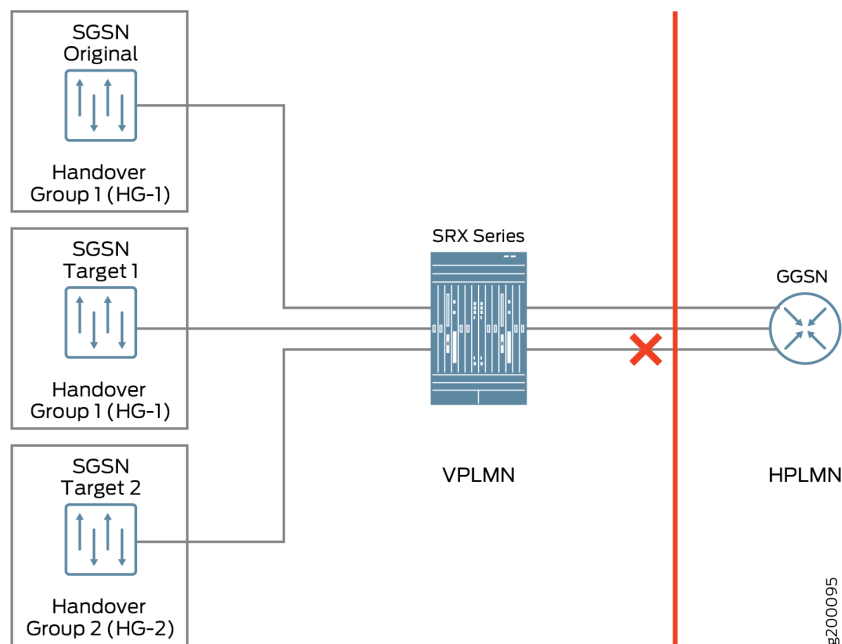 SGSN
Original
Handover
Group 1 (HG-1)
SGSN
Target 1
Handover
Group 1 (HG-1)
SGSN
Target 2
Handover
Group 2 (HG-2)
SRX Series
VPLMN
GGSN
HPLMN
g200095